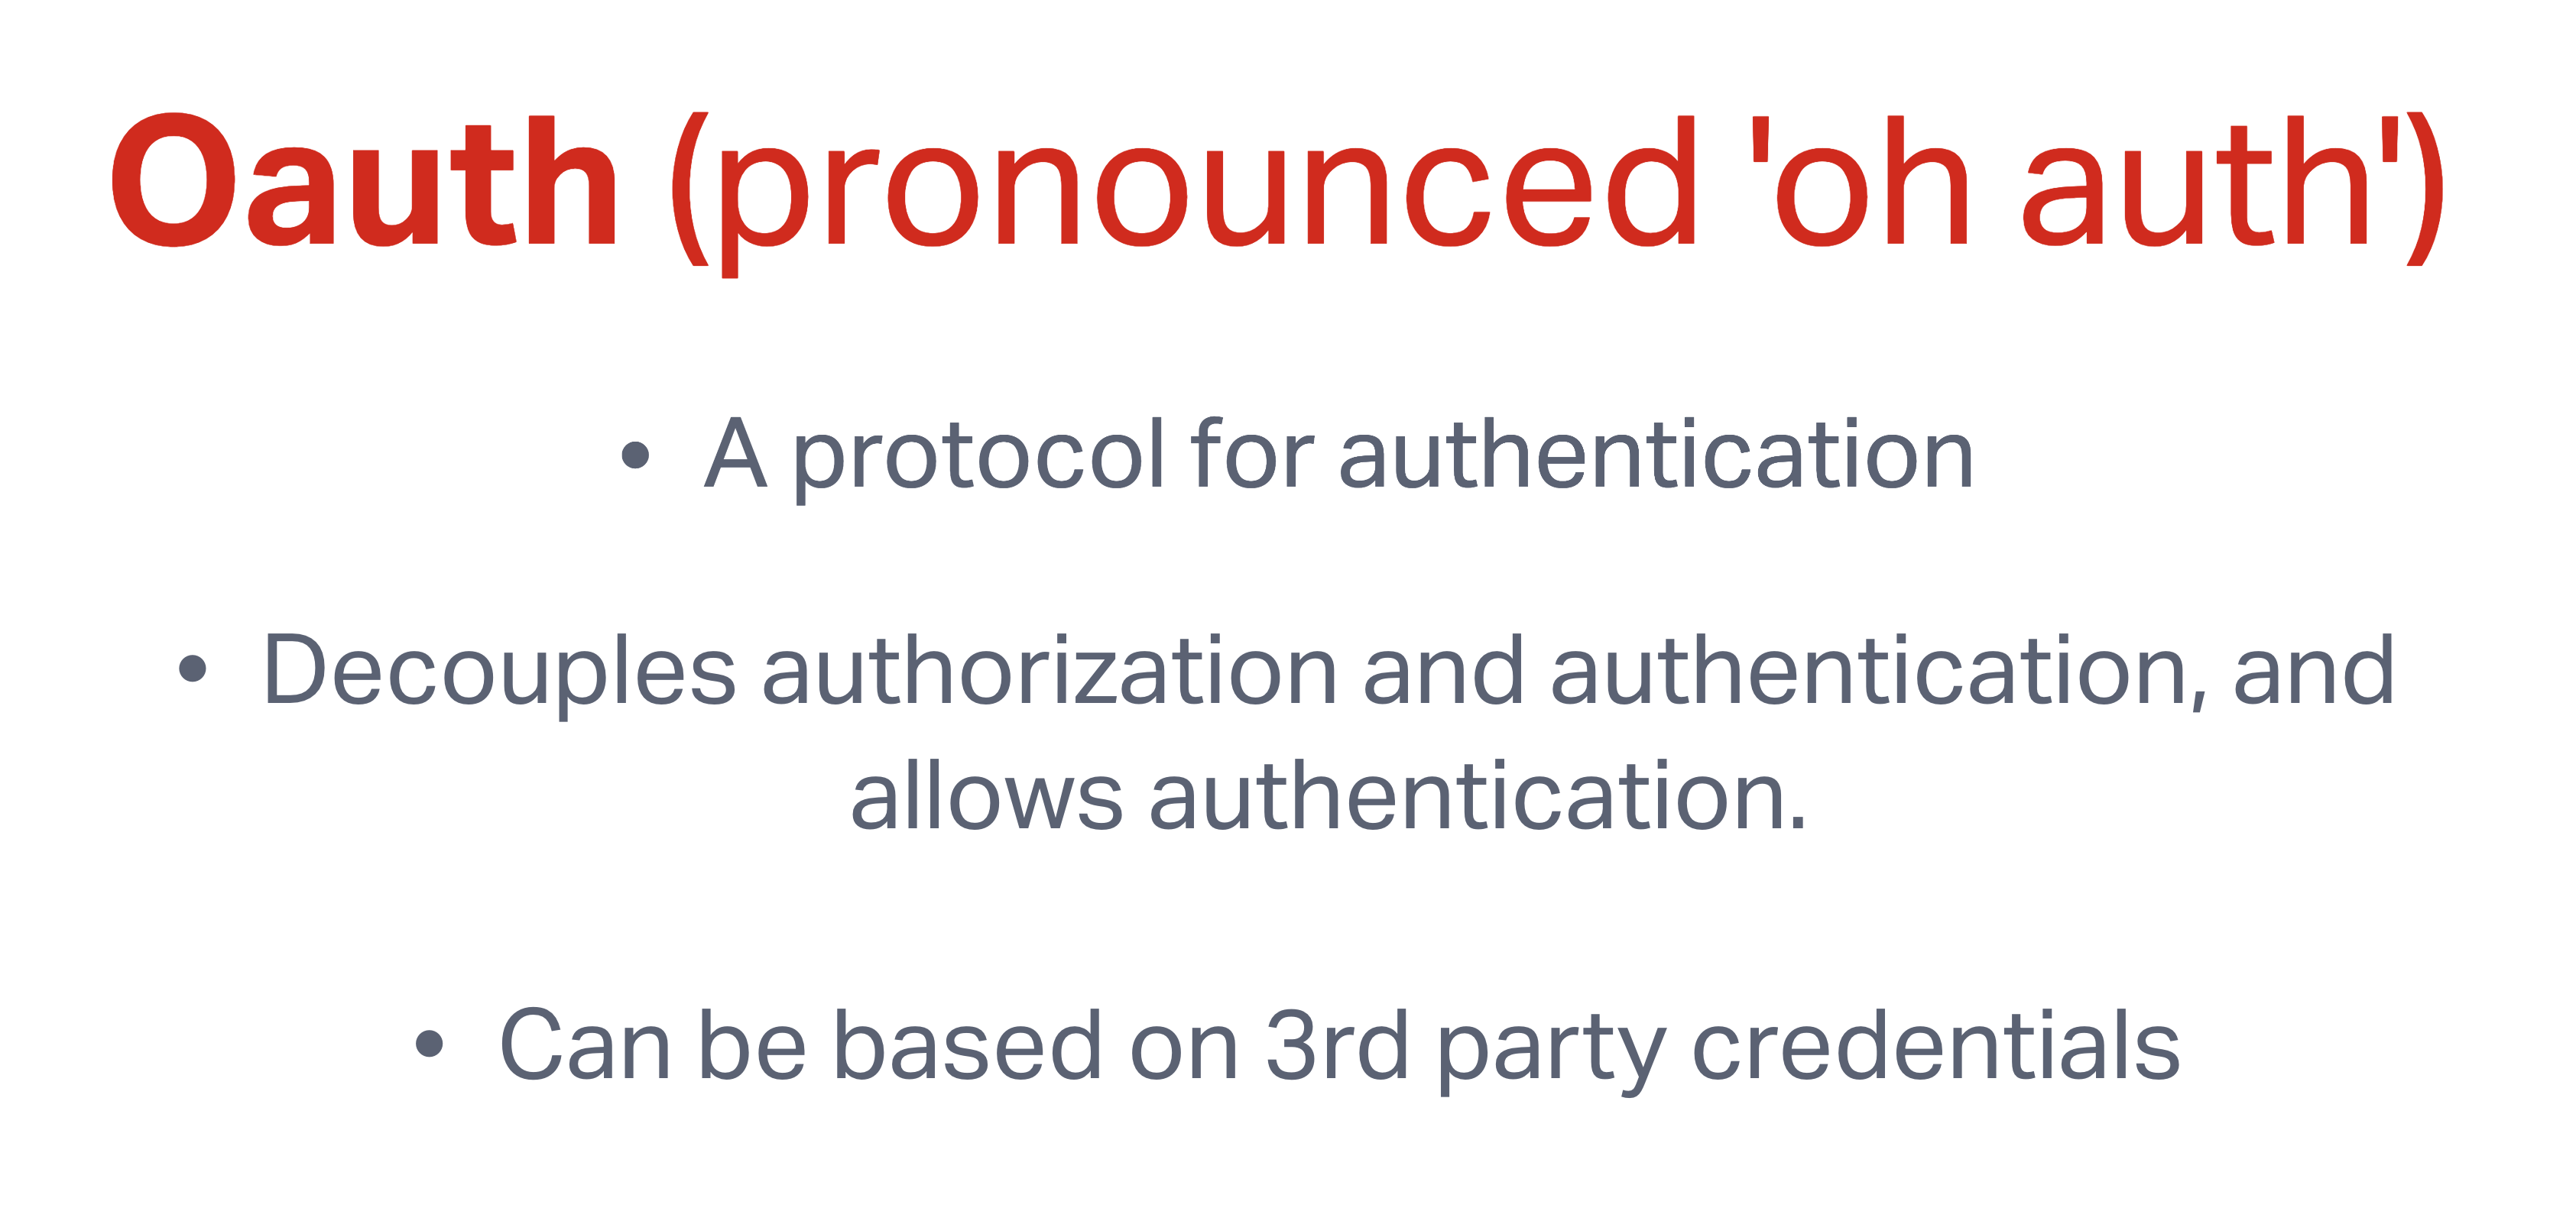 Oauth (pronounced 'oh auth')
• A protocol for authentication
• Decouples authorization and authentication, and
allows authentication.
• Can be based on 3rd party credentials